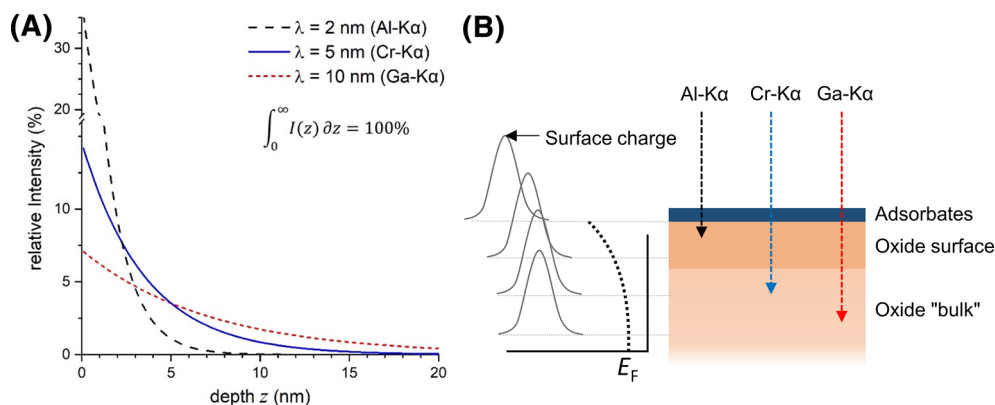 (A)
λ = 2 nm (Al-Kα)
λ = 5 nm (Cr-Kα)
λ = 10 nm (Ga-Kα)
∫₀^∞ I(z) ∂z = 100%
relative Intensity (%)
30
20
10
5
0
0 5 10 15 20
depth z (nm)
(B)
Al-Kα Cr-Kα Ga-Kα
Surface charge
Adsorbates
Oxide surface
Oxide "bulk"
E_F